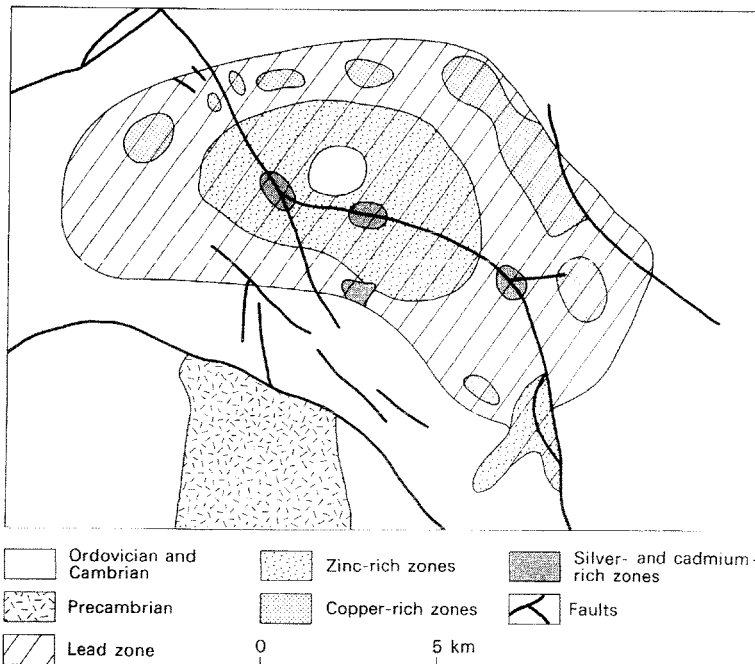 Ordovician and
Cambrian
Zinc-rich zones
Silver- and cadmium-
rich zones
Precambrian
Copper-rich zones
Faults
Lead zone
0
5 km